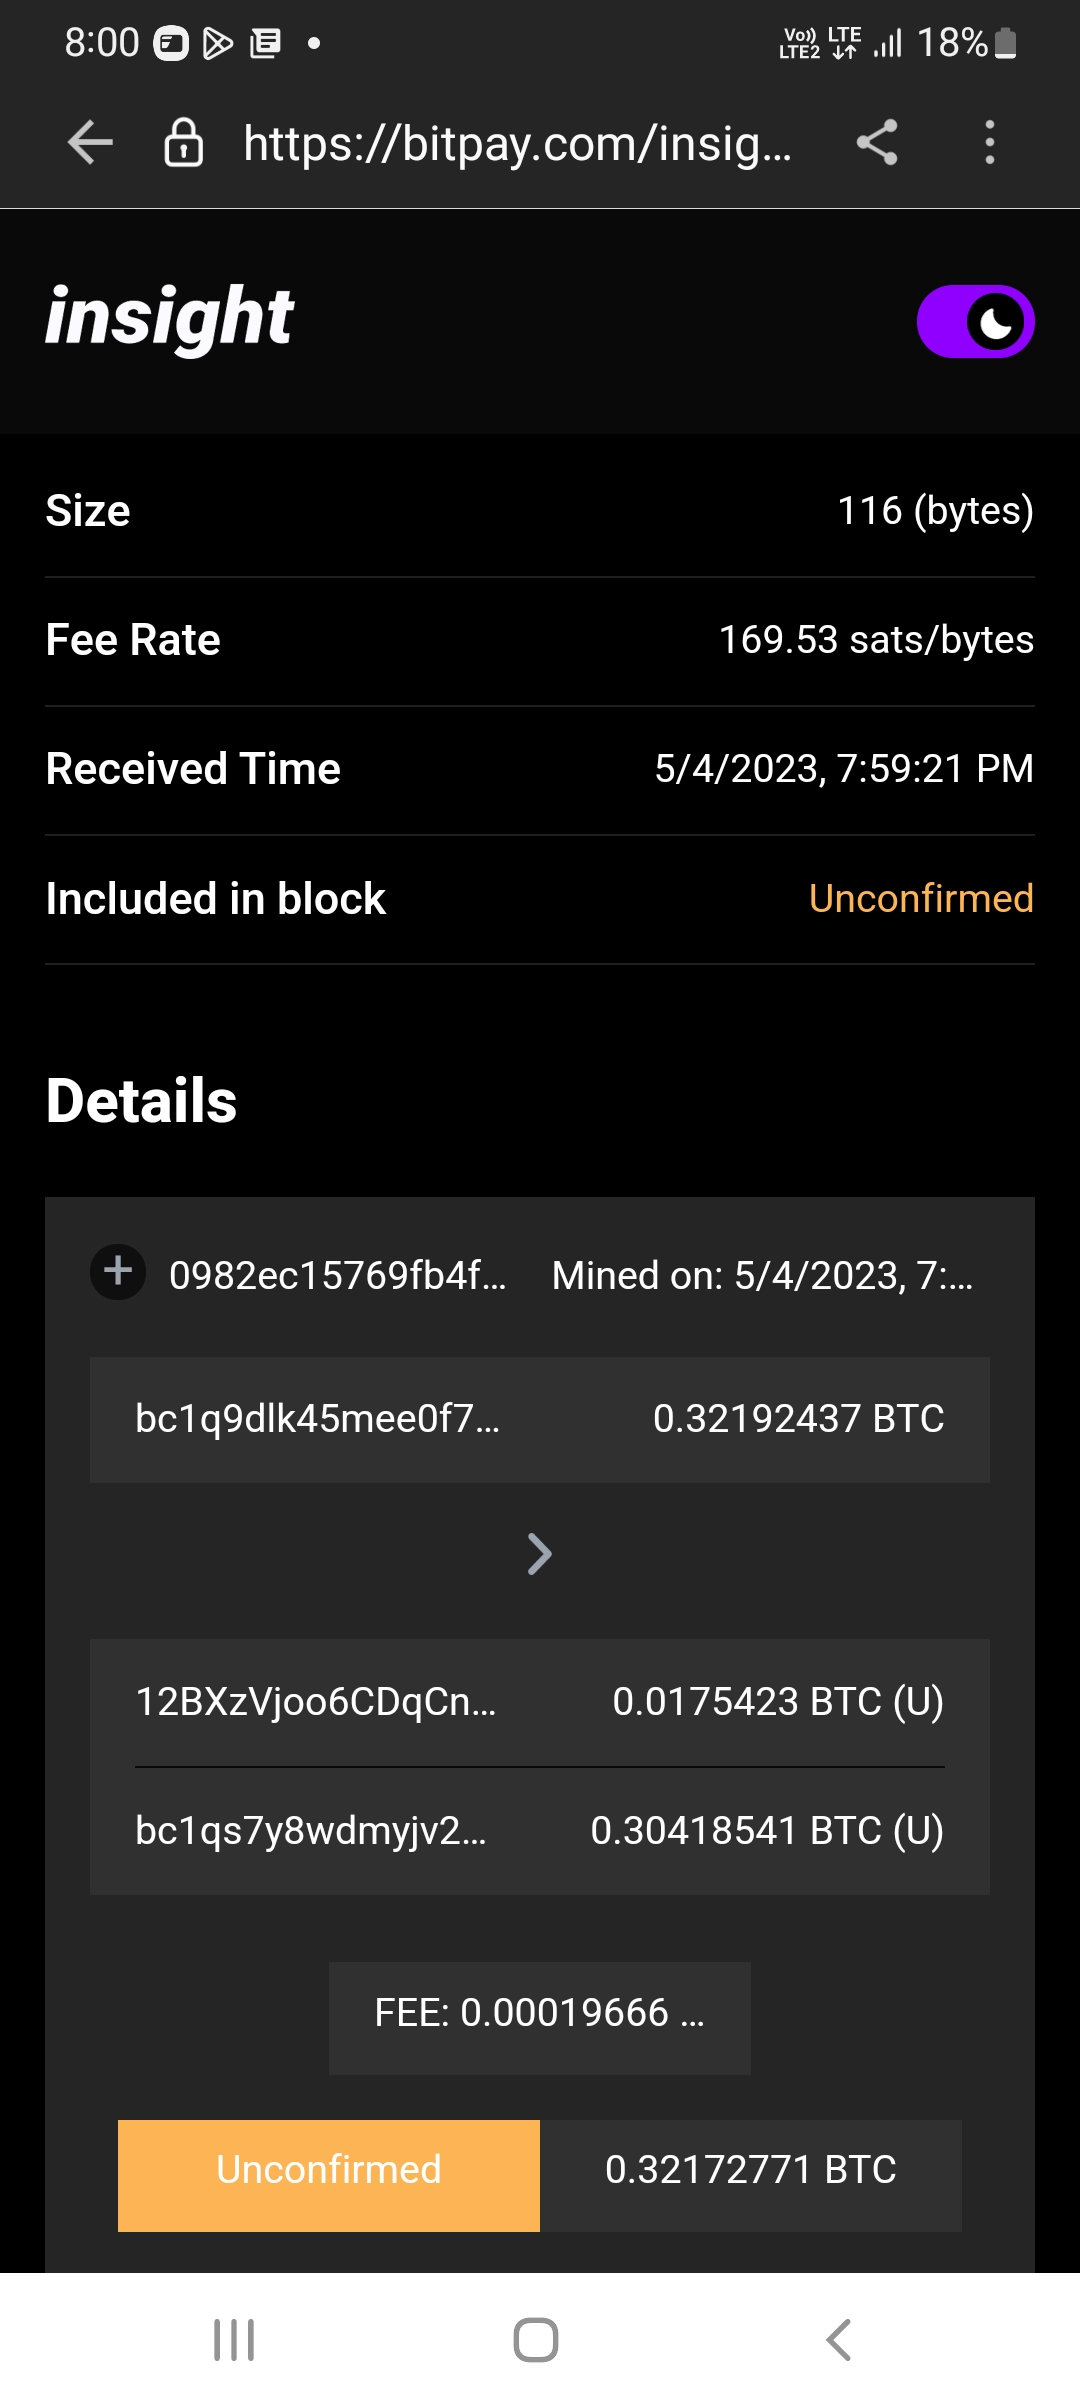 8:00 Vo)) LTE2 LTE 18%
https://bitpay.com/insig...
insight
Size 116 (bytes)
Fee Rate 169.53 sats/bytes
Received Time 5/4/2023, 7:59:21 PM
Included in block Unconfirmed
Details
0982ec15769fb4f... Mined on: 5/4/2023, 7:...
bc1q9dlk45mee0f7... 0.32192437 BTC
12BXzVjoo6CDqCn... 0.0175423 BTC (U)
bc1qs7y8wdmyjv2... 0.30418541 BTC (U)
FEE: 0.00019666 ...
Unconfirmed 0.32172771 BTC